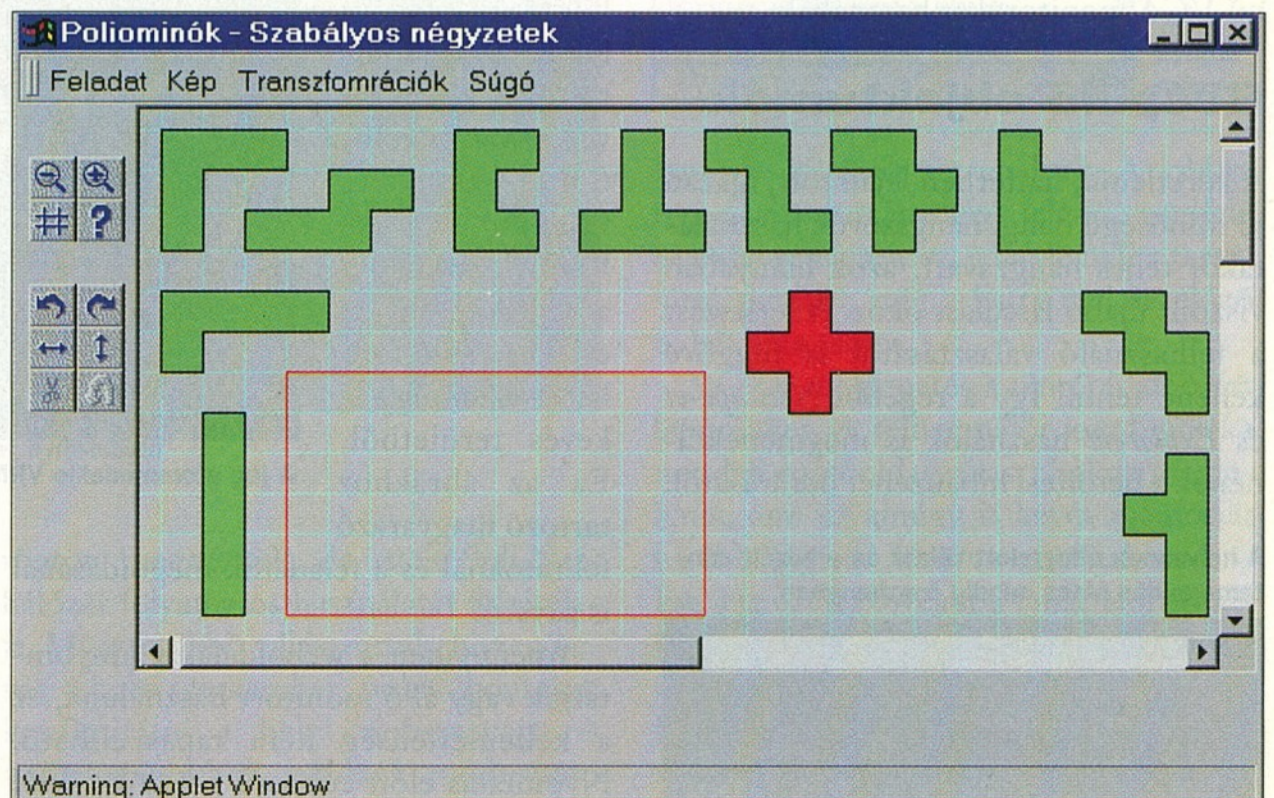 Poliominók - Szabályos négyzetek
Feladat Kép Transzfomrációk Súgó
?
Warning: Applet Window